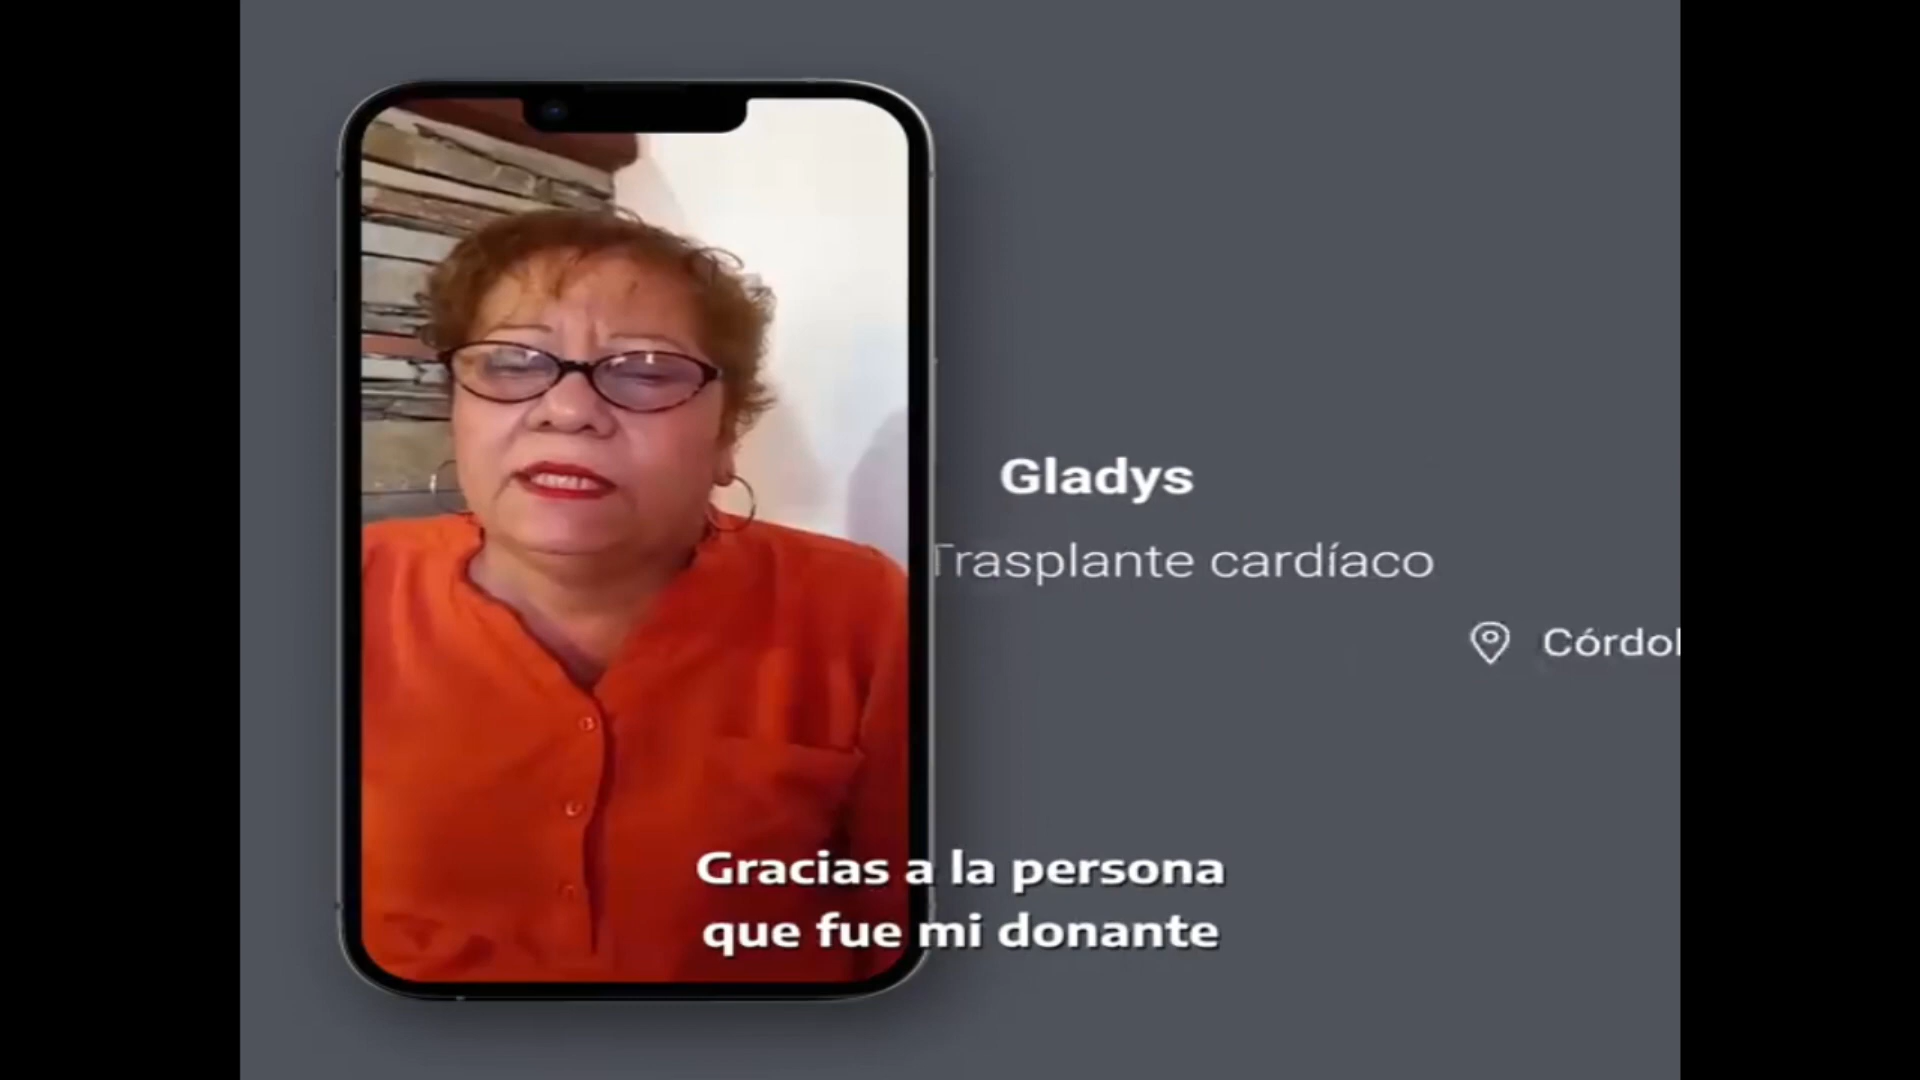 Gladys
Trasplante cardíaco
Gracias a la persona
que fue mi donante